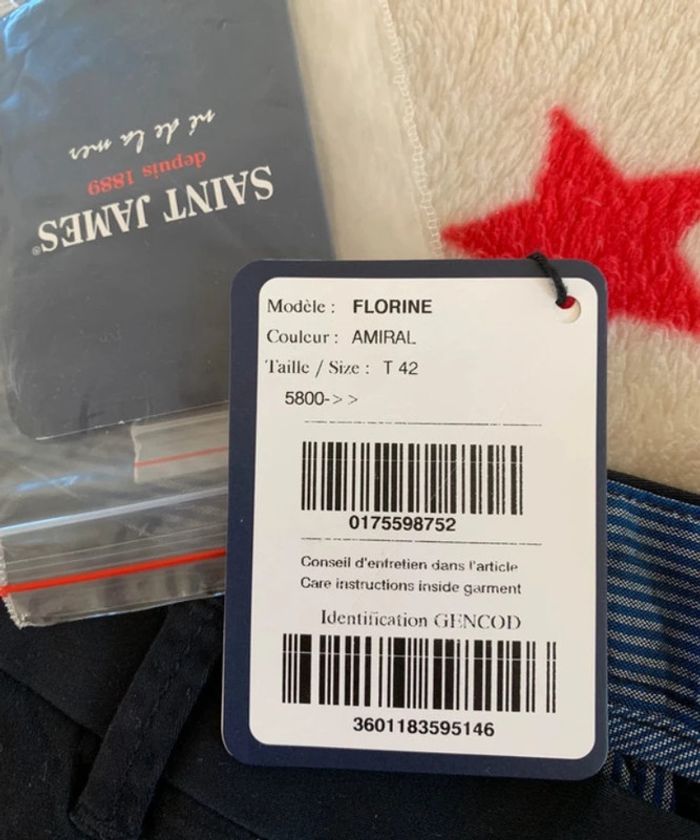 SAINT JAMES®
depuis 1889
né de la mer
Modèle : FLORINE
Couleur : AMIRAL
Taille / Size : T 42
5800-> >
0175598752
Conseil d'entretien dans l'article
Care instructions inside garment
Identification GENCOD
3601183595146